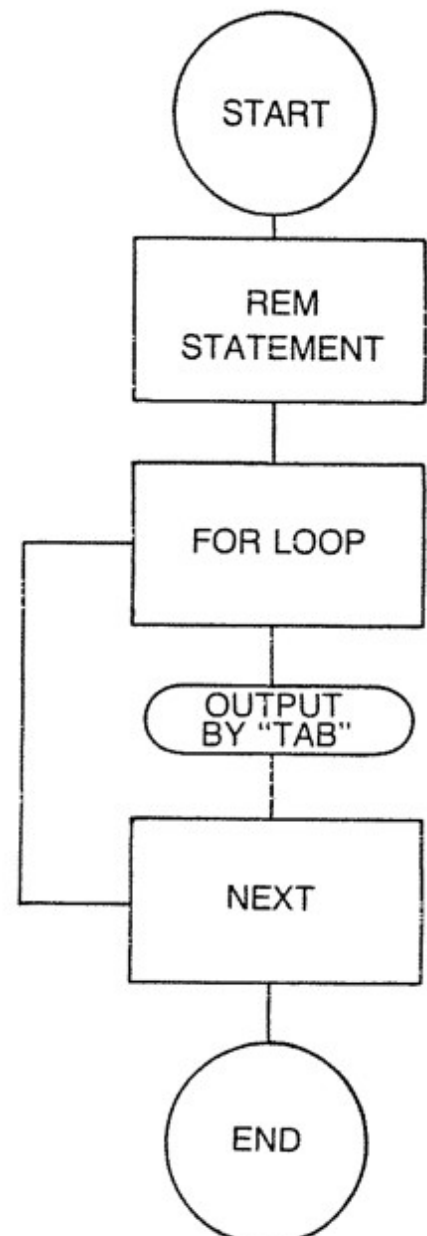 START
REM
STATEMENT
FOR LOOP
OUTPUT
BY “TAB”
NEXT
END